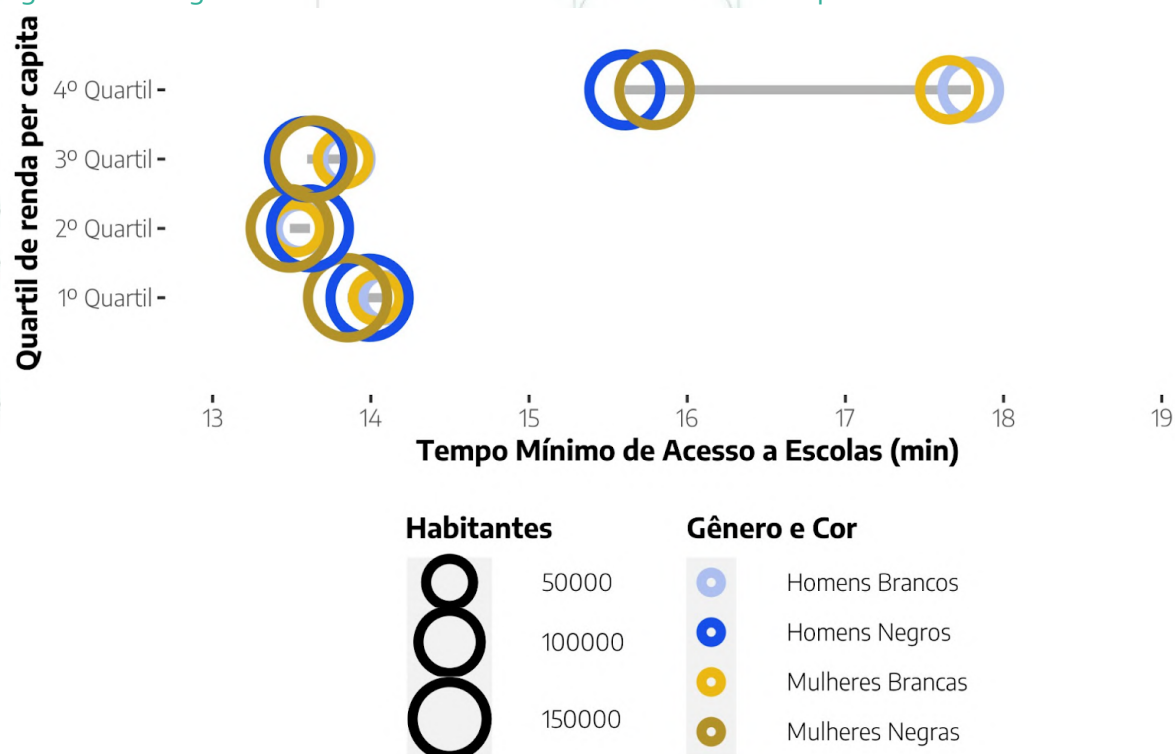 Quartil de renda per capita
4º Quartil
3º Quartil
2º Quartil
1º Quartil
13 14 15 16 17 18 19
Tempo Mínimo de Acesso a Escolas (min)
Habitantes
50000
100000
150000
Gênero e Cor
Homens Brancos
Homens Negros
Mulheres Brancas
Mulheres Negras